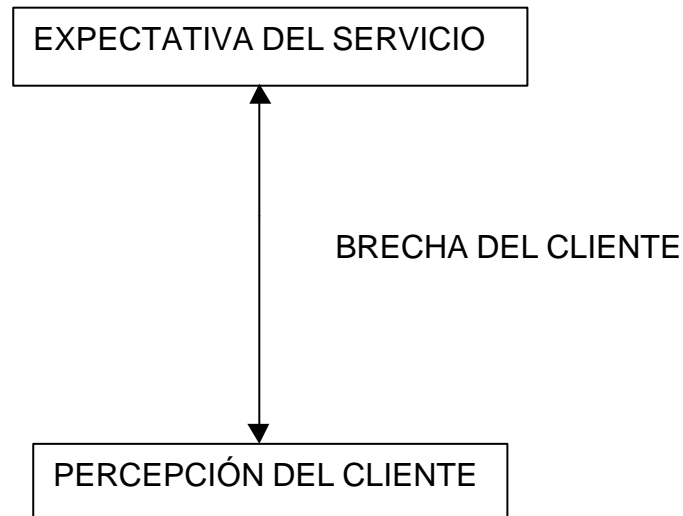 EXPECTATIVA DEL SERVICIO
BRECHA DEL CLIENTE
PERCEPCIÓN DEL CLIENTE